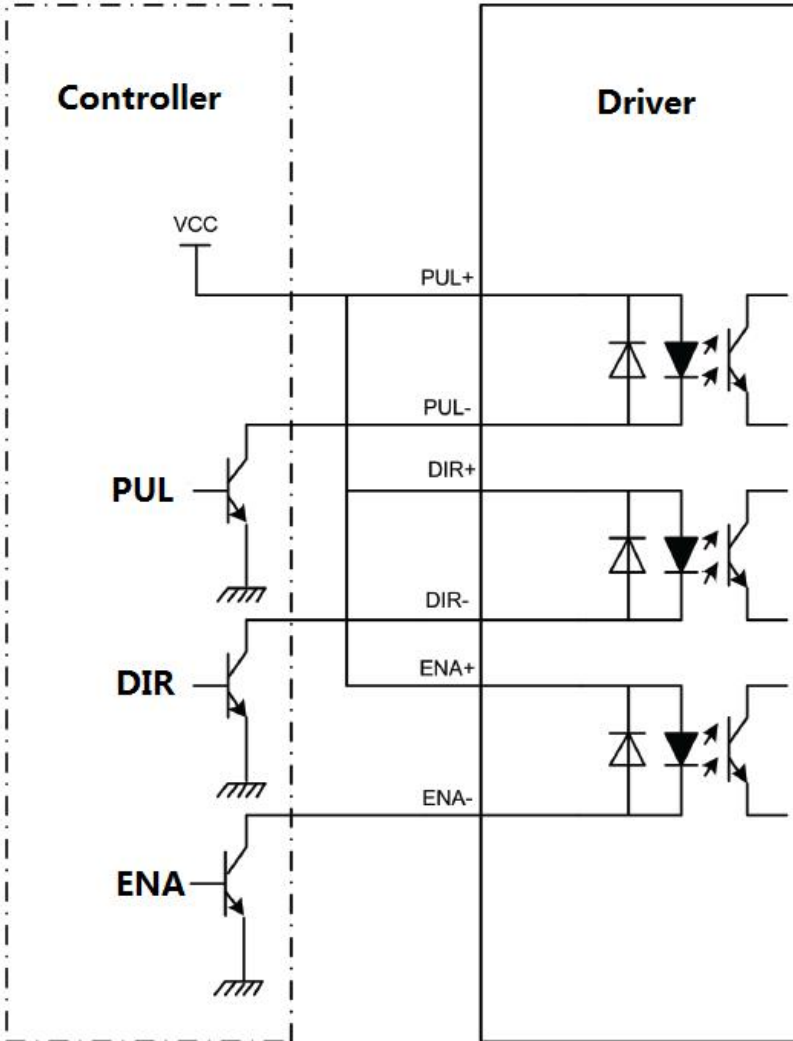 Controller
Driver
VCC
PUL+
PUL-
DIR+
PUL
DIR-
ENA+
DIR
ENA-
ENA